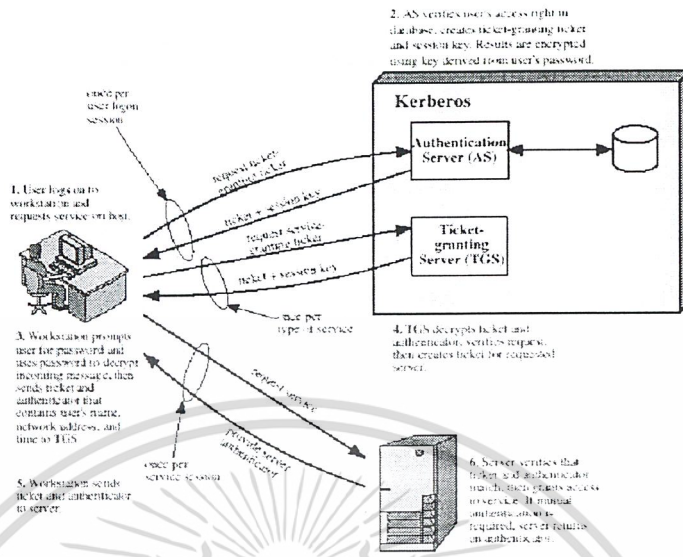 2. AS verifies user's access right in
database, creates ticket-granting ticket
and session key. Results are encrypted
using key derived from user's password.
once per
user logon
session
Kerberos
Authentication
Server (AS)
request ticket-
granting ticket
ticket + session key
1. User logs on to
workstation and
requests service on host.
request service-
granting ticket
ticket + session key
Ticket-
granting
Server (TGS)
once per
type of service
3. Workstation prompts
user for password and
uses password to decrypt
incoming message, then
sends ticket and
authenticator that
contains user's name,
network address, and
time to TGS.
4. TGS decrypts ticket and
authenticator, verifies request,
then creates ticket for requested
server.
request service
provide server
authenticator
once per
service session
5. Workstation sends
ticket and authenticator
to server.
6. Server verifies that
ticket and authenticator
match, then grants access
to service. If mutual
authentication is
required, server returns
an authenticator.